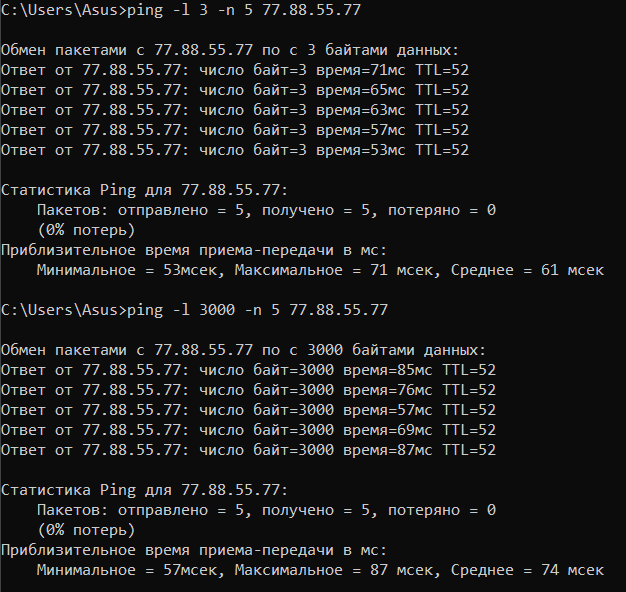 C:\Users\Asus>ping -l 3 -n 5 77.88.55.77
Обмен пакетами с 77.88.55.77 по с 3 байтами данных:
Ответ от 77.88.55.77: число байт=3 время=71мс TTL=52
Ответ от 77.88.55.77: число байт=3 время=65мс TTL=52
Ответ от 77.88.55.77: число байт=3 время=63мс TTL=52
Ответ от 77.88.55.77: число байт=3 время=57мс TTL=52
Ответ от 77.88.55.77: число байт=3 время=53мс TTL=52
Статистика Ping для 77.88.55.77:
Пакетов: отправлено = 5, получено = 5, потеряно = 0
(0% потерь)
Приблизительное время приема-передачи в мс:
Минимальное = 53мсек, Максимальное = 71 мсек, Среднее = 61 мсек
C:\Users\Asus>ping -l 3000 -n 5 77.88.55.77
Обмен пакетами с 77.88.55.77 по с 3000 байтами данных:
Ответ от 77.88.55.77: число байт=3000 время=85мс TTL=52
Ответ от 77.88.55.77: число байт=3000 время=76мс TTL=52
Ответ от 77.88.55.77: число байт=3000 время=57мс TTL=52
Ответ от 77.88.55.77: число байт=3000 время=69мс TTL=52
Ответ от 77.88.55.77: число байт=3000 время=87мс TTL=52
Статистика Ping для 77.88.55.77:
Пакетов: отправлено = 5, получено = 5, потеряно = 0
(0% потерь)
Приблизительное время приема-передачи в мс:
Минимальное = 57мсек, Максимальное = 87 мсек, Среднее = 74 мсек